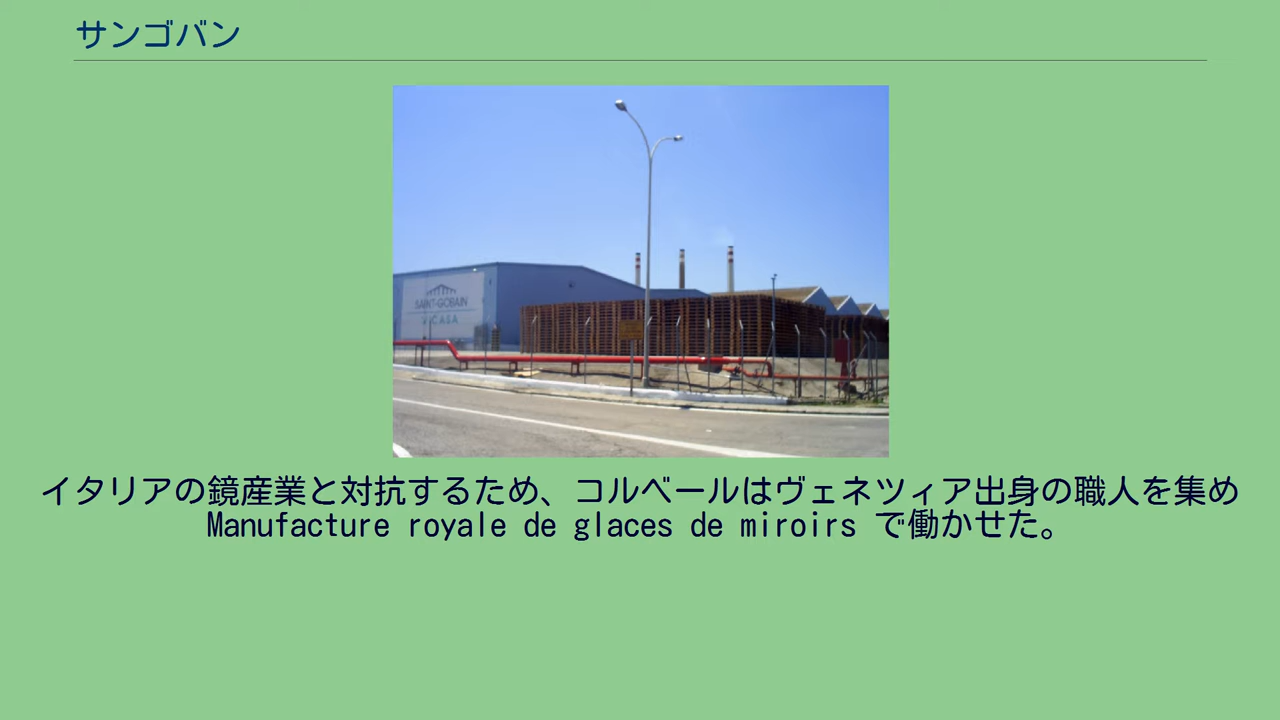 サンゴバン
SAINT-GOBAIN
イタリアの鏡産業と対抗するため、コルベールはヴェネツィア出身の職人を集め
Manufacture royale de glaces de miroirs で働かせた。